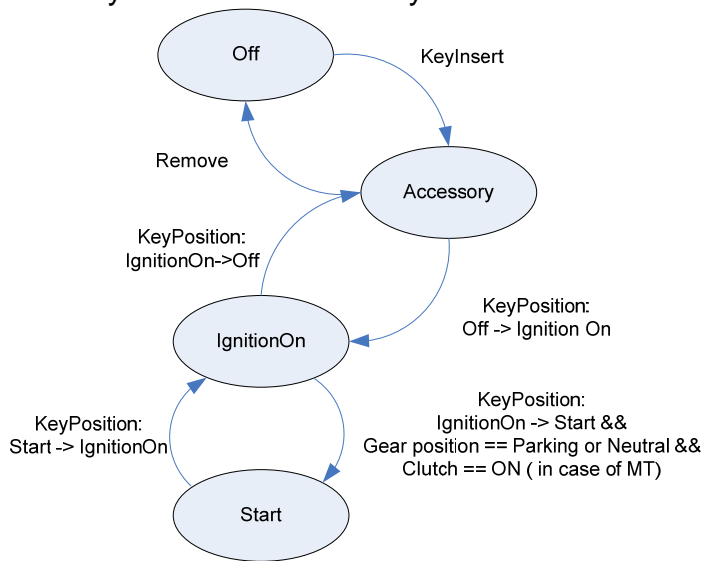 Off
KeyInsert
Remove
Accessory
KeyPosition:
IgnitionOn->Off
KeyPosition:
Off -> Ignition On
IgnitionOn
KeyPosition:
Start -> IgnitionOn
KeyPosition:
IgnitionOn -> Start &&
Gear position == Parking or Neutral &&
Clutch == ON ( in case of MT)
Start